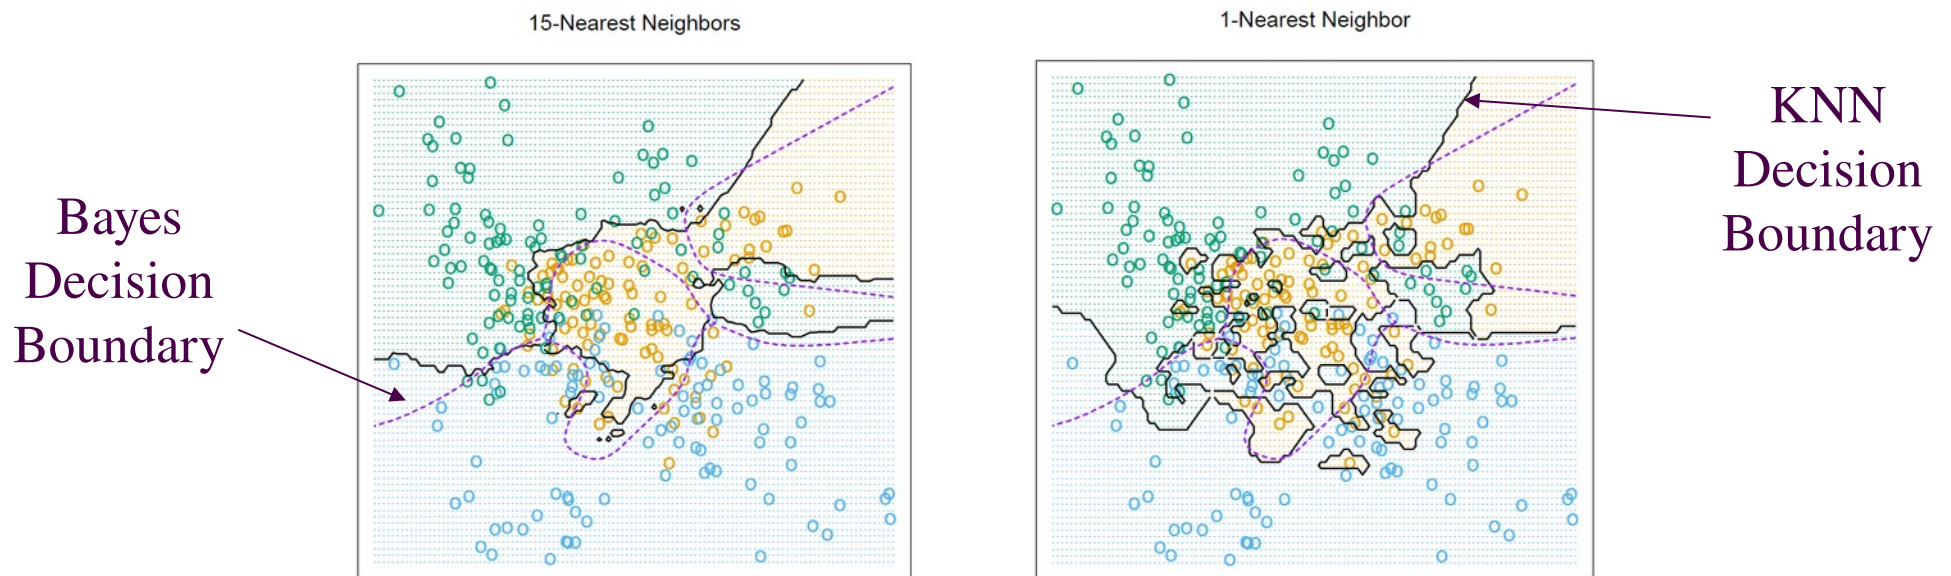 15-Nearest Neighbors
1-Nearest Neighbor
Bayes
Decision
Boundary
KNN
Decision
Boundary